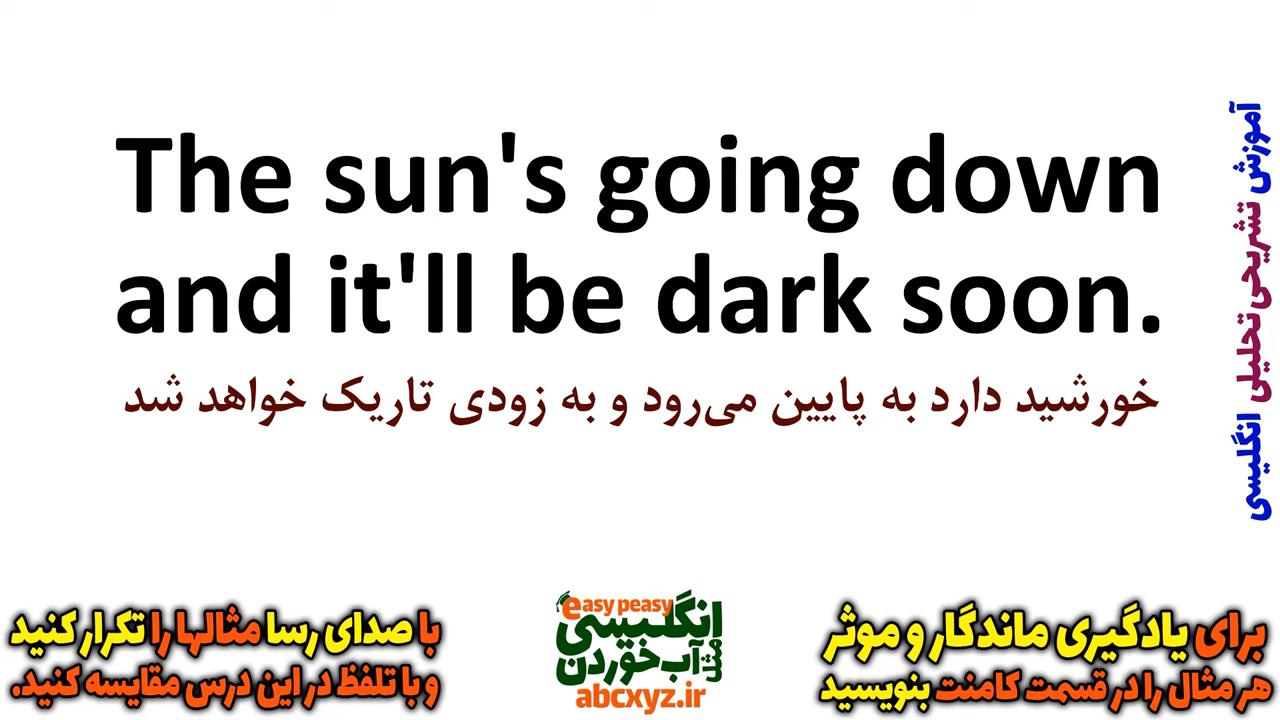 The sun's going down
and it'll be dark soon.
خورشید دارد به پایین می‌رود و به زودی تاریک خواهد شد
آموزش تشریحی تحلیلی انگلیسی
برای یادگیری ماندگار و موثر
هر مثال را در قسمت کامنت بنویسید
easy peasy
انگلیسی
مثل آب خوردن
abcxyz.ir
با صدای رسا مثالها را تکرار کنید
و با تلفظ در این درس مقایسه کنید.